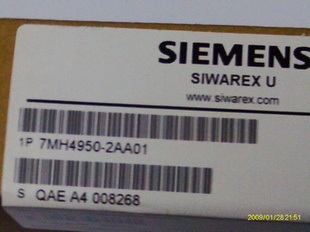 SIEMENS
SIWAREX U
www.siwarex.com
1P 7MH4950-2AA01
S QAE A4 008268
2009/01/28 21:51